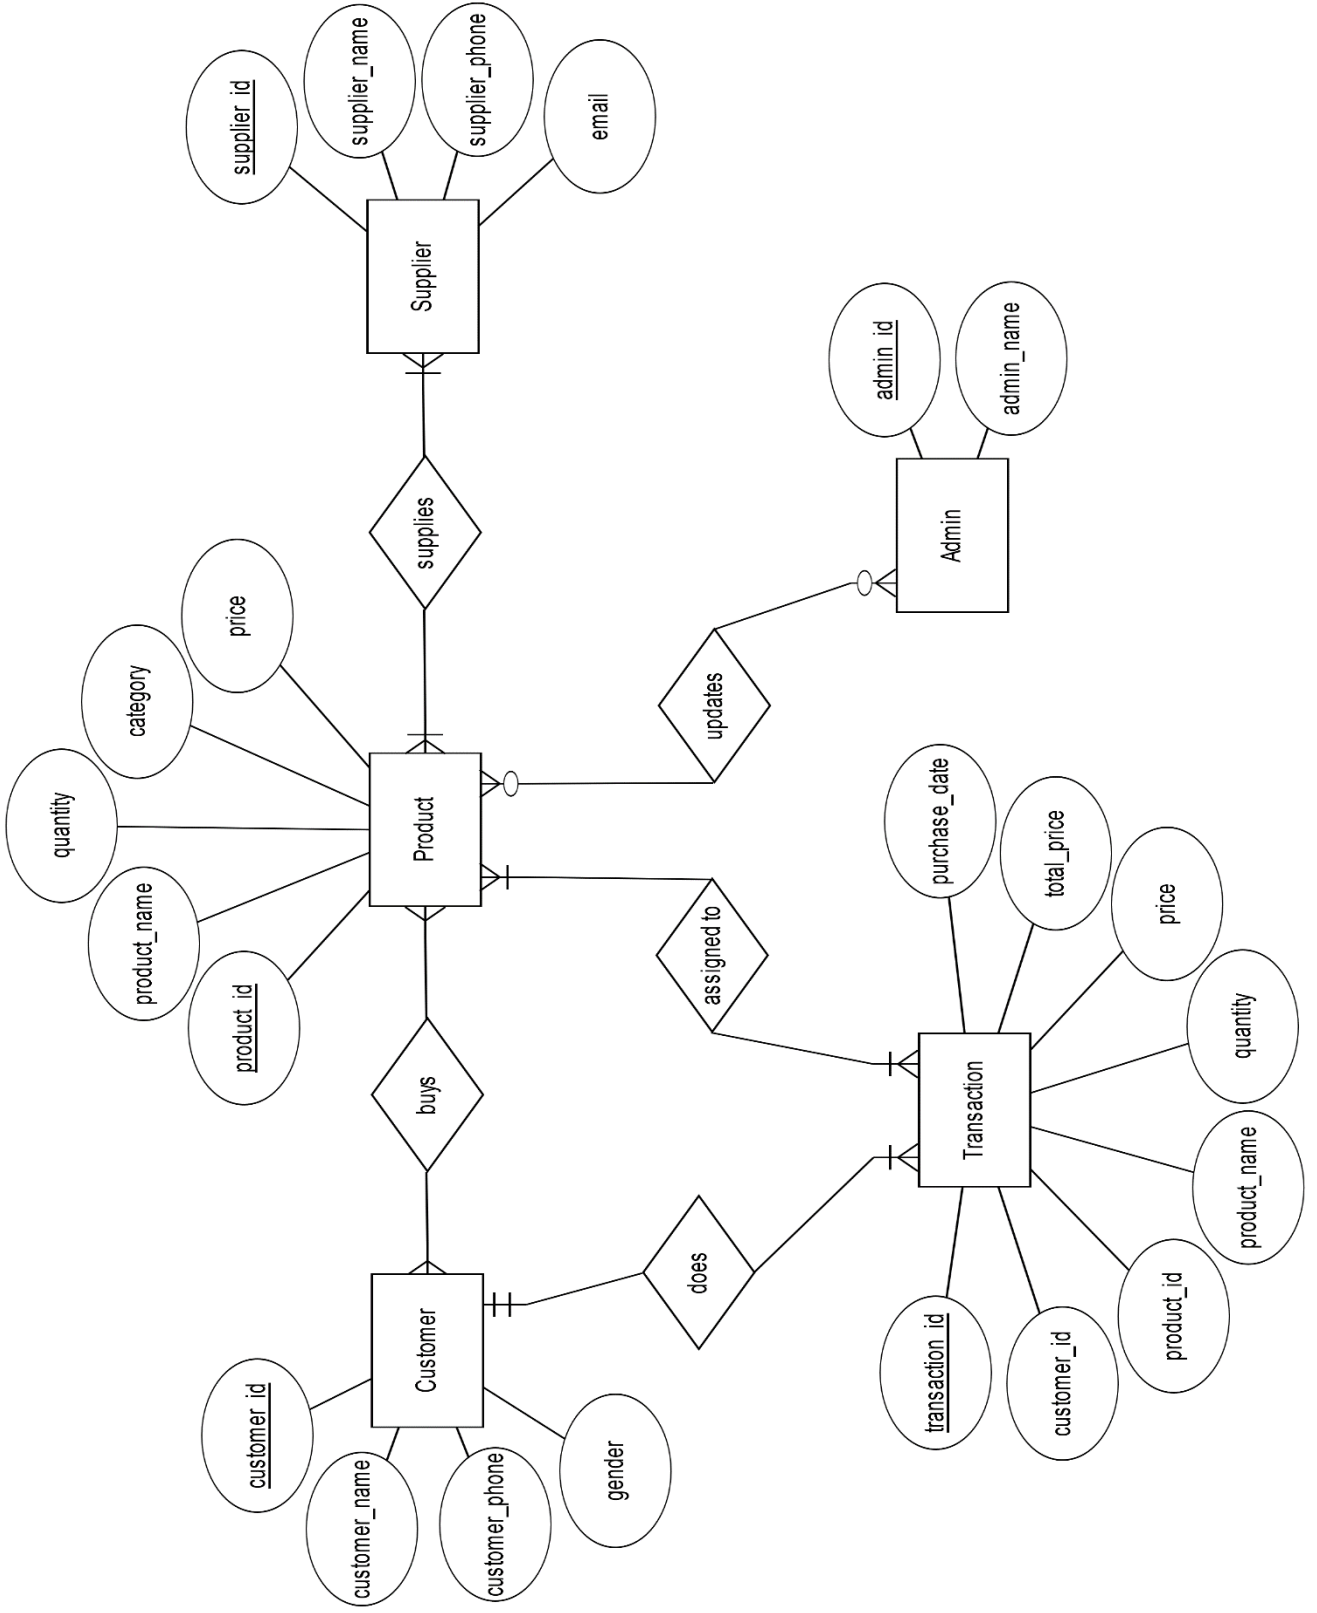 customer_id
customer_name
customer_phone
gender
Customer
buys
does
product_id
product_name
quantity
category
price
Product
supplies
supplier_id
supplier_name
supplier_phone
email
Supplier
assigned to
updates
admin_id
admin_name
Admin
Transaction
transaction_id
customer_id
product_id
product_name
quantity
price
total_price
purchase_date